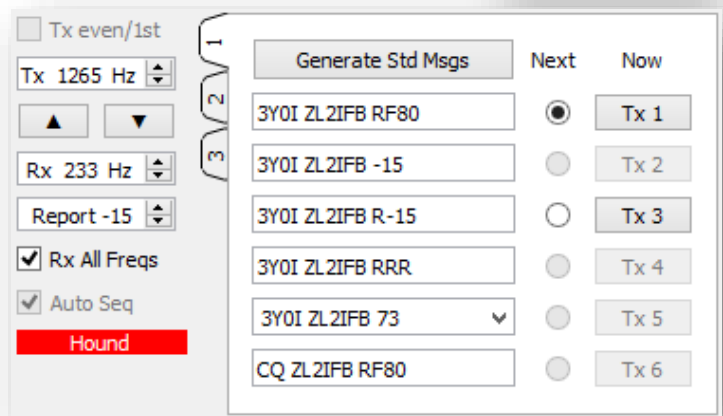 Tx even/1st
Tx 1265 Hz
▲ ▼
Rx 233 Hz
Report -15
Rx All Freqs
Auto Seq
Hound
1
2
3
Generate Std Msgs Next Now
3Y0I ZL2IFB RF80 Tx 1
3Y0I ZL2IFB -15 Tx 2
3Y0I ZL2IFB R-15 Tx 3
3Y0I ZL2IFB RRR Tx 4
3Y0I ZL2IFB 73 Tx 5
CQ ZL2IFB RF80 Tx 6